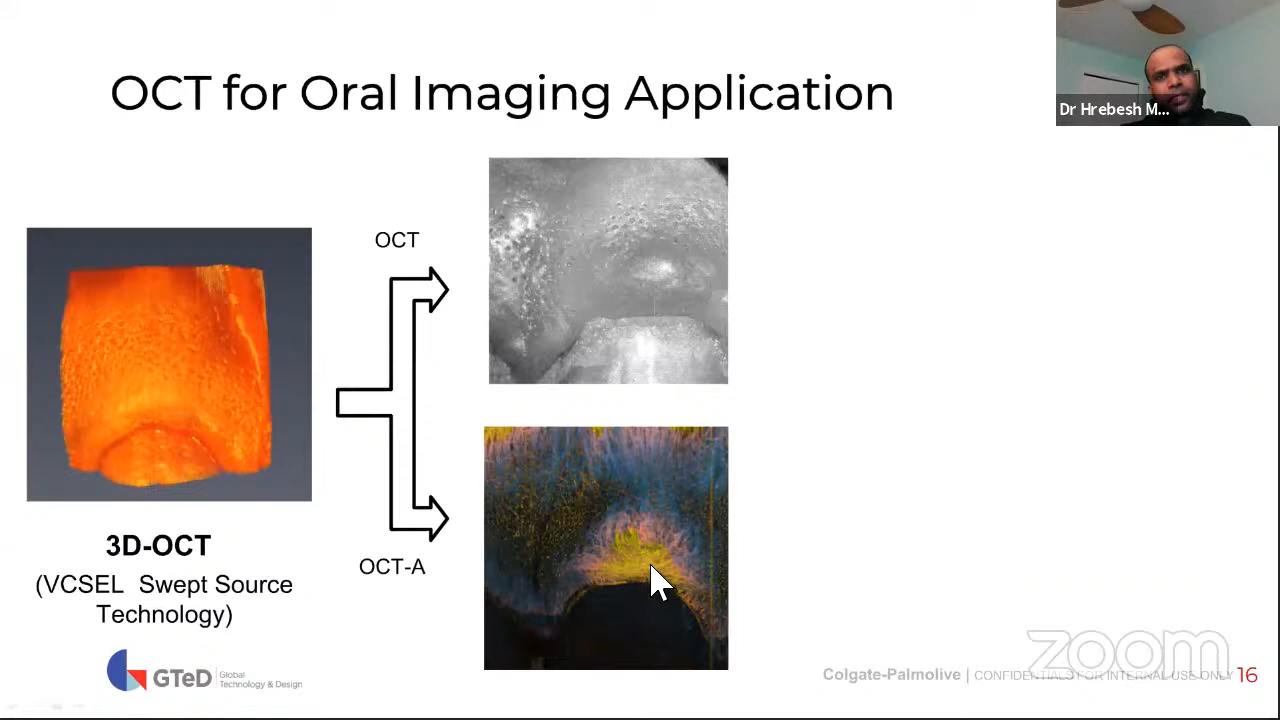 OCT for Oral Imaging Application
Dr Hrebesh M...
OCT
3D-OCT
(VCSEL Swept Source
Technology)
OCT-A
GTeD
Global
Technology & Design
zoom
Colgate-Palmolive | CONFIDENTIALS FOR INTERNAL USE ONLY 16